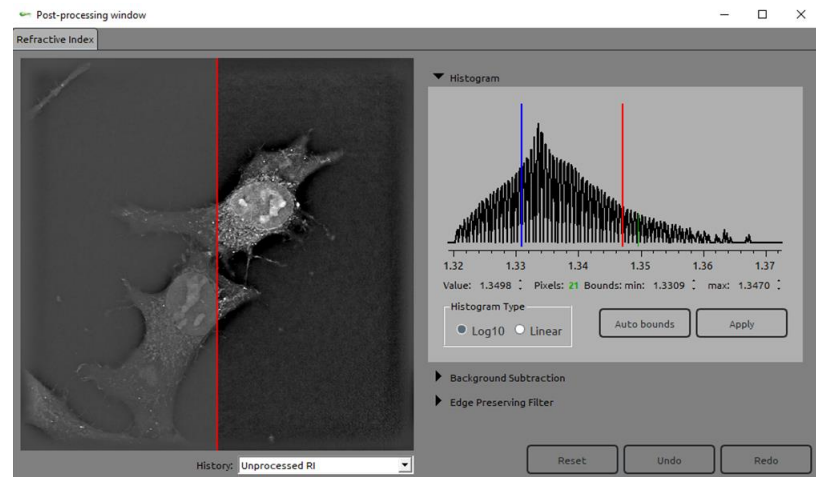 Post-processing window
Refractive Index
Histogram
1.32 1.33 1.34 1.35 1.36 1.37
Value: 1.3498 Pixels: 21 Bounds: min: 1.3309 max: 1.3470
Histogram Type
Log10 Linear
Auto bounds
Apply
Background Subtraction
Edge Preserving Filter
History: Unprocessed RI
Reset
Undo
Redo